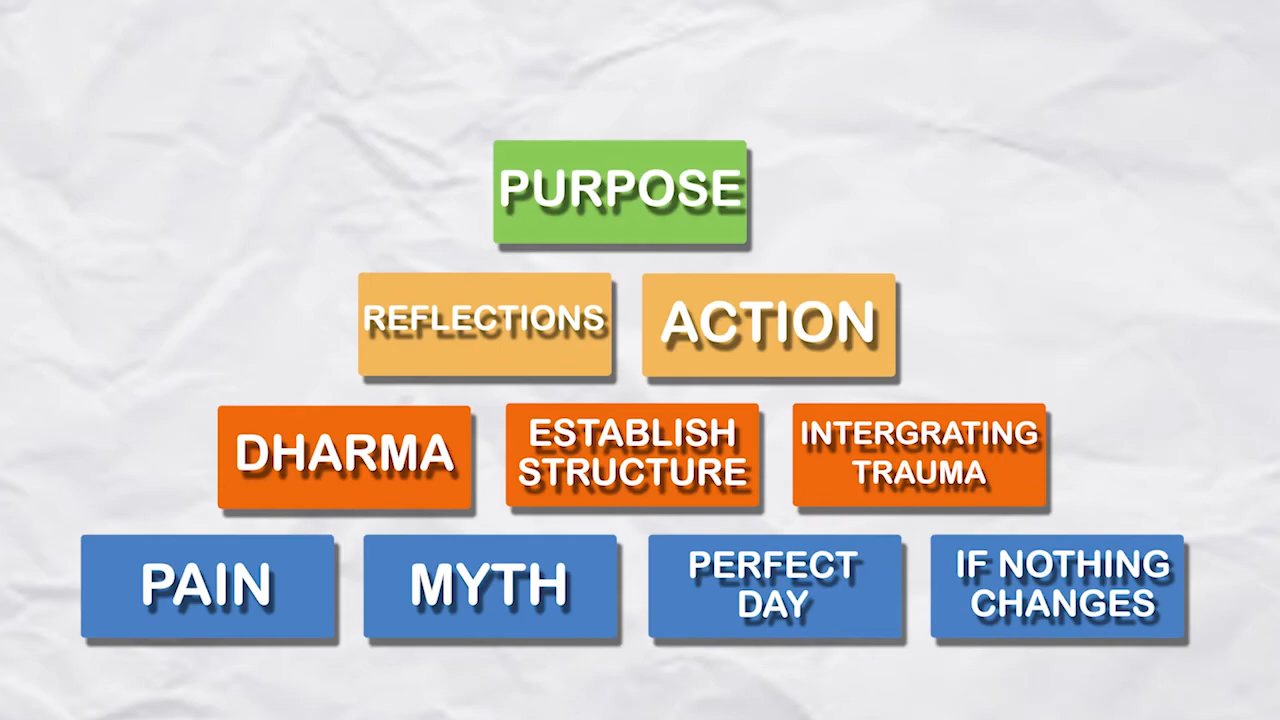 PURPOSE
REFLECTIONS
ACTION
DHARMA
ESTABLISH
STRUCTURE
INTERGRATING
TRAUMA
PAIN
MYTH
PERFECT
DAY
IF NOTHING
CHANGES